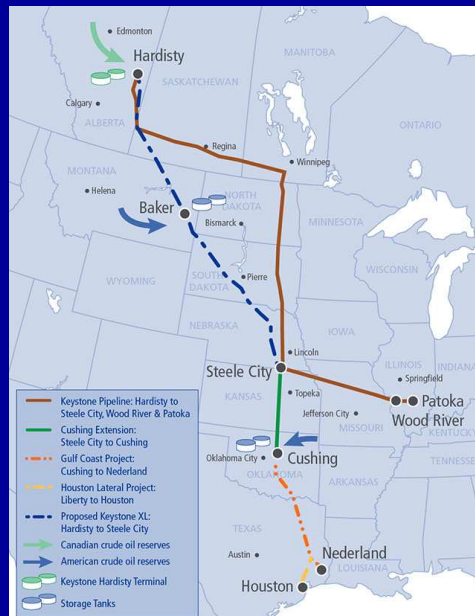 Edmonton
Hardisty
MANITOBA
SASKATCHEWAN
Calgary
ALBERTA
ONTARIO
Regina
Winnipeg
MONTANA
Helena
NORTH
DAKOTA
Baker
Bismarck
MINNESOTA
WISCONSIN
SOUTH
DAKOTA
Pierre
WYOMING
NEBRASKA
IOWA
Lincoln
Steele City
ILLINOIS
INDIANA
Springfield
KANSAS
Topeka
Patoka
Jefferson City
Wood River
MISSOURI
KENTUCKY
Oklahoma City
Cushing
TENNESSEE
OKLAHOMA
ARKANSAS
TEXAS
Austin
Nederland
LOUISIANA
Houston
Keystone Pipeline: Hardisty to
Steele City, Wood River & Patoka
Cushing Extension:
Steele City to Cushing
Gulf Coast Project:
Cushing to Nederland
Houston Lateral Project:
Liberty to Houston
Proposed Keystone XL:
Hardisty to Steele City
Canadian crude oil reserves
American crude oil reserves
Keystone Hardisty Terminal
Storage Tanks